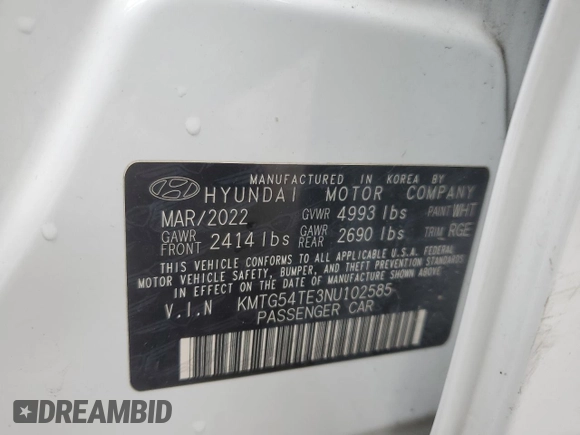 MANUFACTURED IN KOREA BY
HYUNDAI MOTOR COMPANY
MAR/2022 GVWR 4993 lbs PAINT WHT
GAWR FRONT 2414 lbs GAWR REAR 2690 lbs TRIM RGE
THIS VEHICLE CONFORMS TO ALL APPLICABLE U.S.A. FEDERAL
MOTOR VEHICLE SAFETY, BUMPER, AND THEFT PREVENTION STANDARDS
IN EFFECT ON THE DATE OF MANUFACTURE SHOWN ABOVE.
V.I.N KMTG54TE3NU102585
PASSENGER CAR
DREAMBID